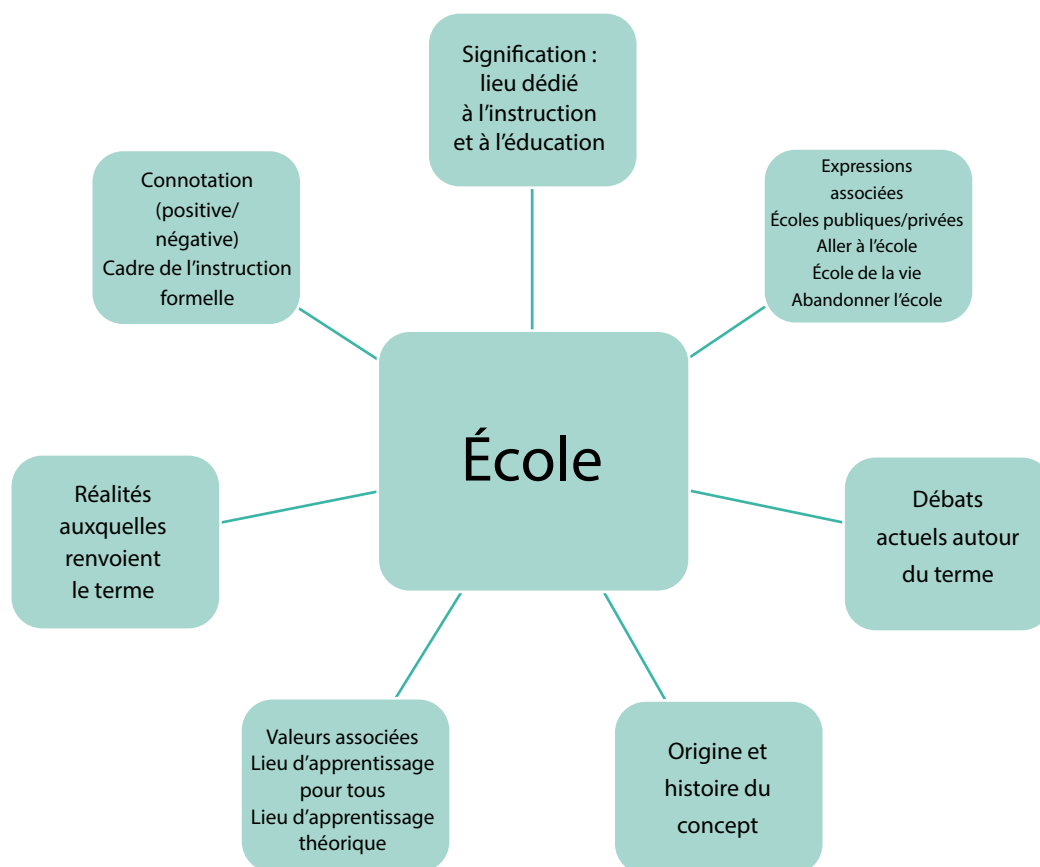 Signification :
lieu dédié
à l’instruction
et à l’éducation
Connotation
(positive/
négative)
Cadre de l’instruction
formelle
Expressions
associées
Écoles publiques/privées
Aller à l’école
École de la vie
Abandonner l’école
École
Réalités
auxquelles
renvoient
le terme
Débats
actuels autour
du terme
Valeurs associées
Lieu d’apprentissage
pour tous
Lieu d’apprentissage
théorique
Origine et
histoire du
concept